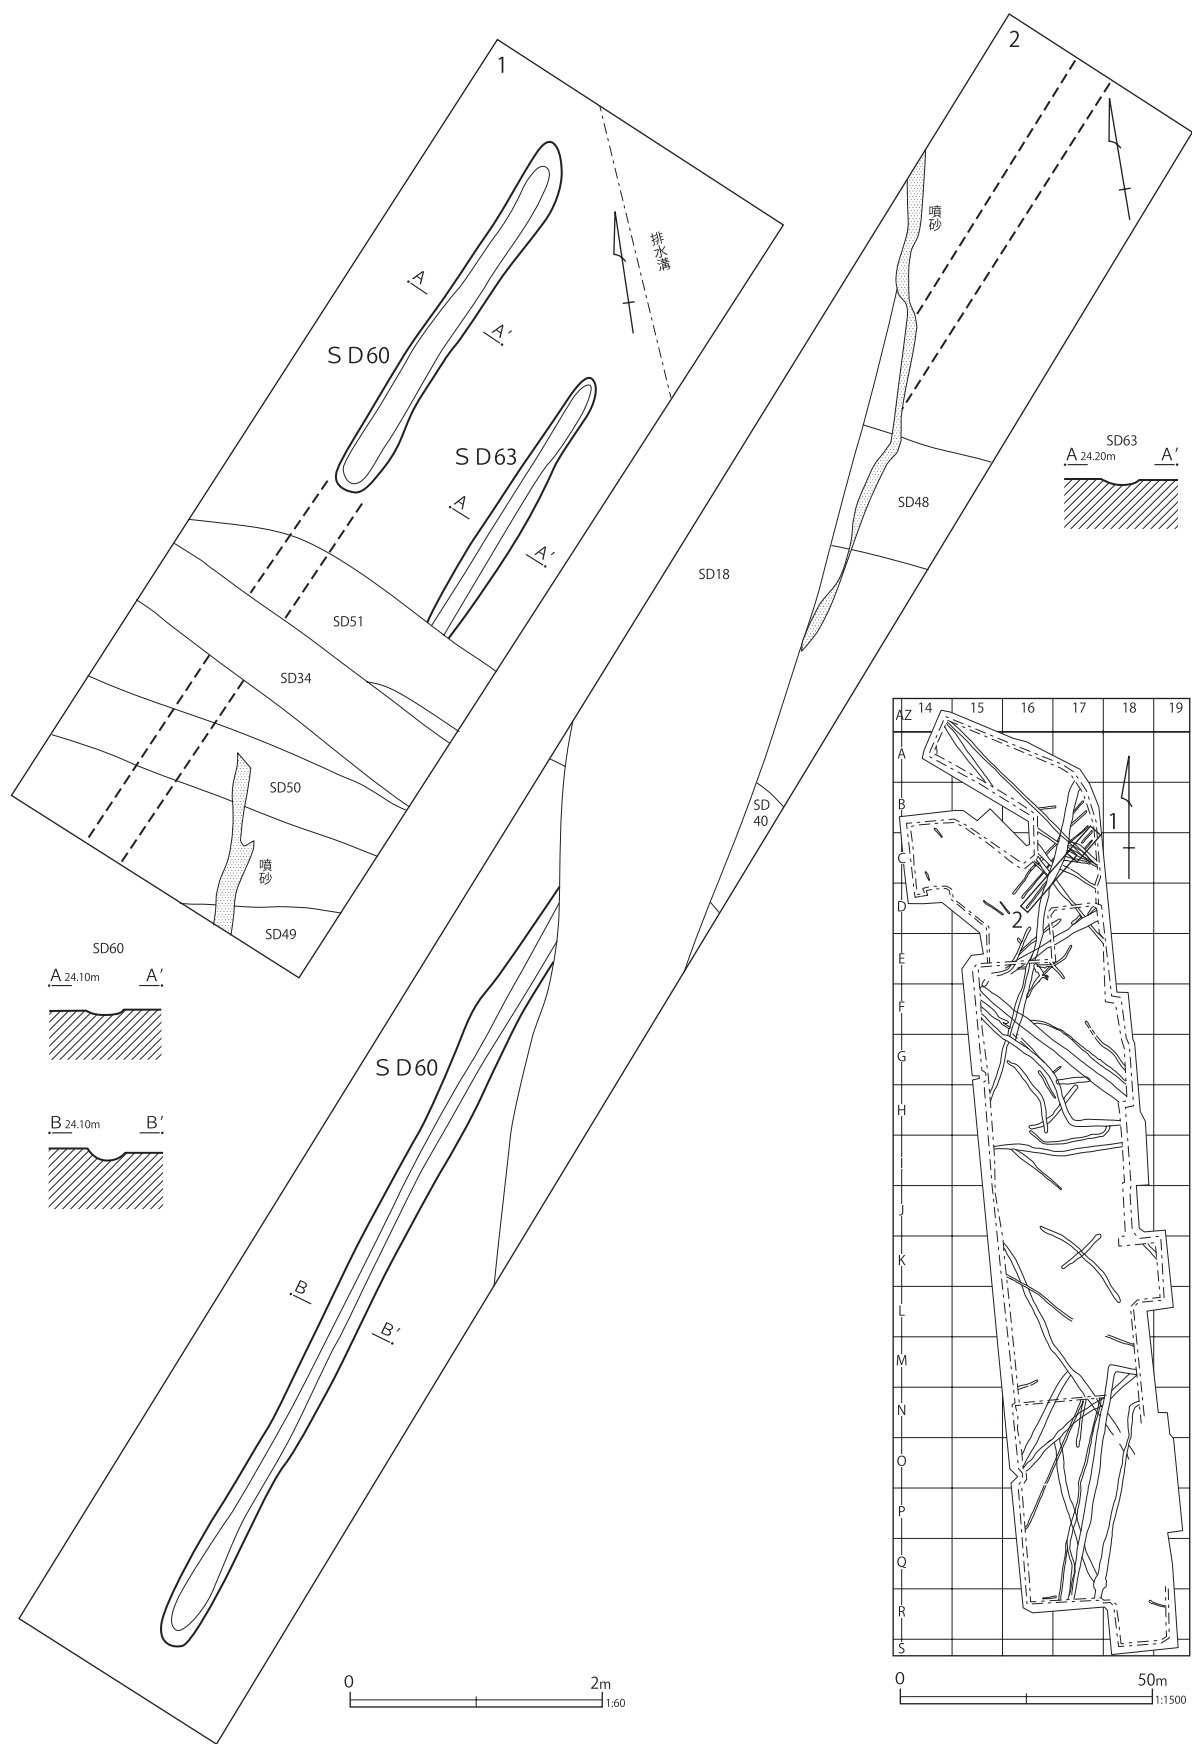 1
排水溝
A
A'
SD60
SD63
A
A'
SD51
SD34
SD50
噴砂
SD49
2
噴砂
SD48
SD18
SD
40
SD60
B
B'
SD60
A 24.10m A'
B 24.10m B'
SD63
A 24.20m A'
0 2m
1:60
14 15 16 17 18 19
AZ
A
B
C
D
E
F
G
H
I
J
K
L
M
N
O
P
Q
R
S
1
2
0 50m
1:1500